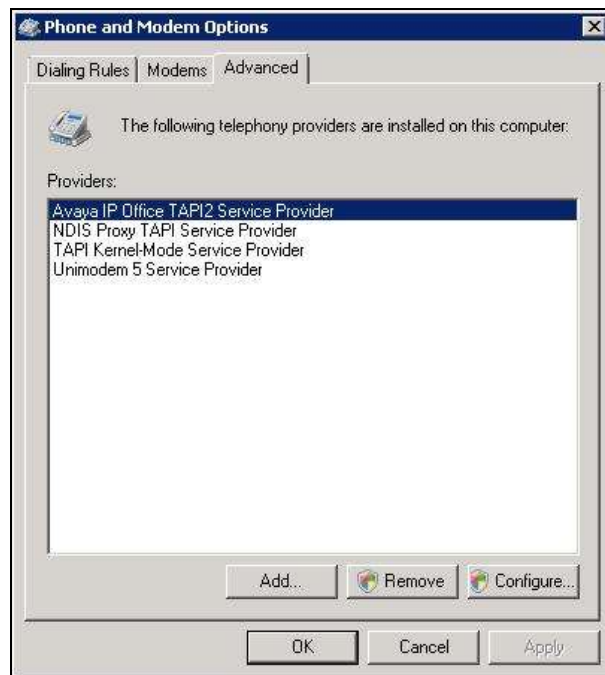 Phone and Modem Options
Dialing Rules Modems Advanced
The following telephony providers are installed on this computer:
Providers:
Avaya IP Office TAPI2 Service Provider
NDIS Proxy TAPI Service Provider
TAPI Kernel-Mode Service Provider
Unimodem 5 Service Provider
Add... Remove Configure...
OK Cancel Apply